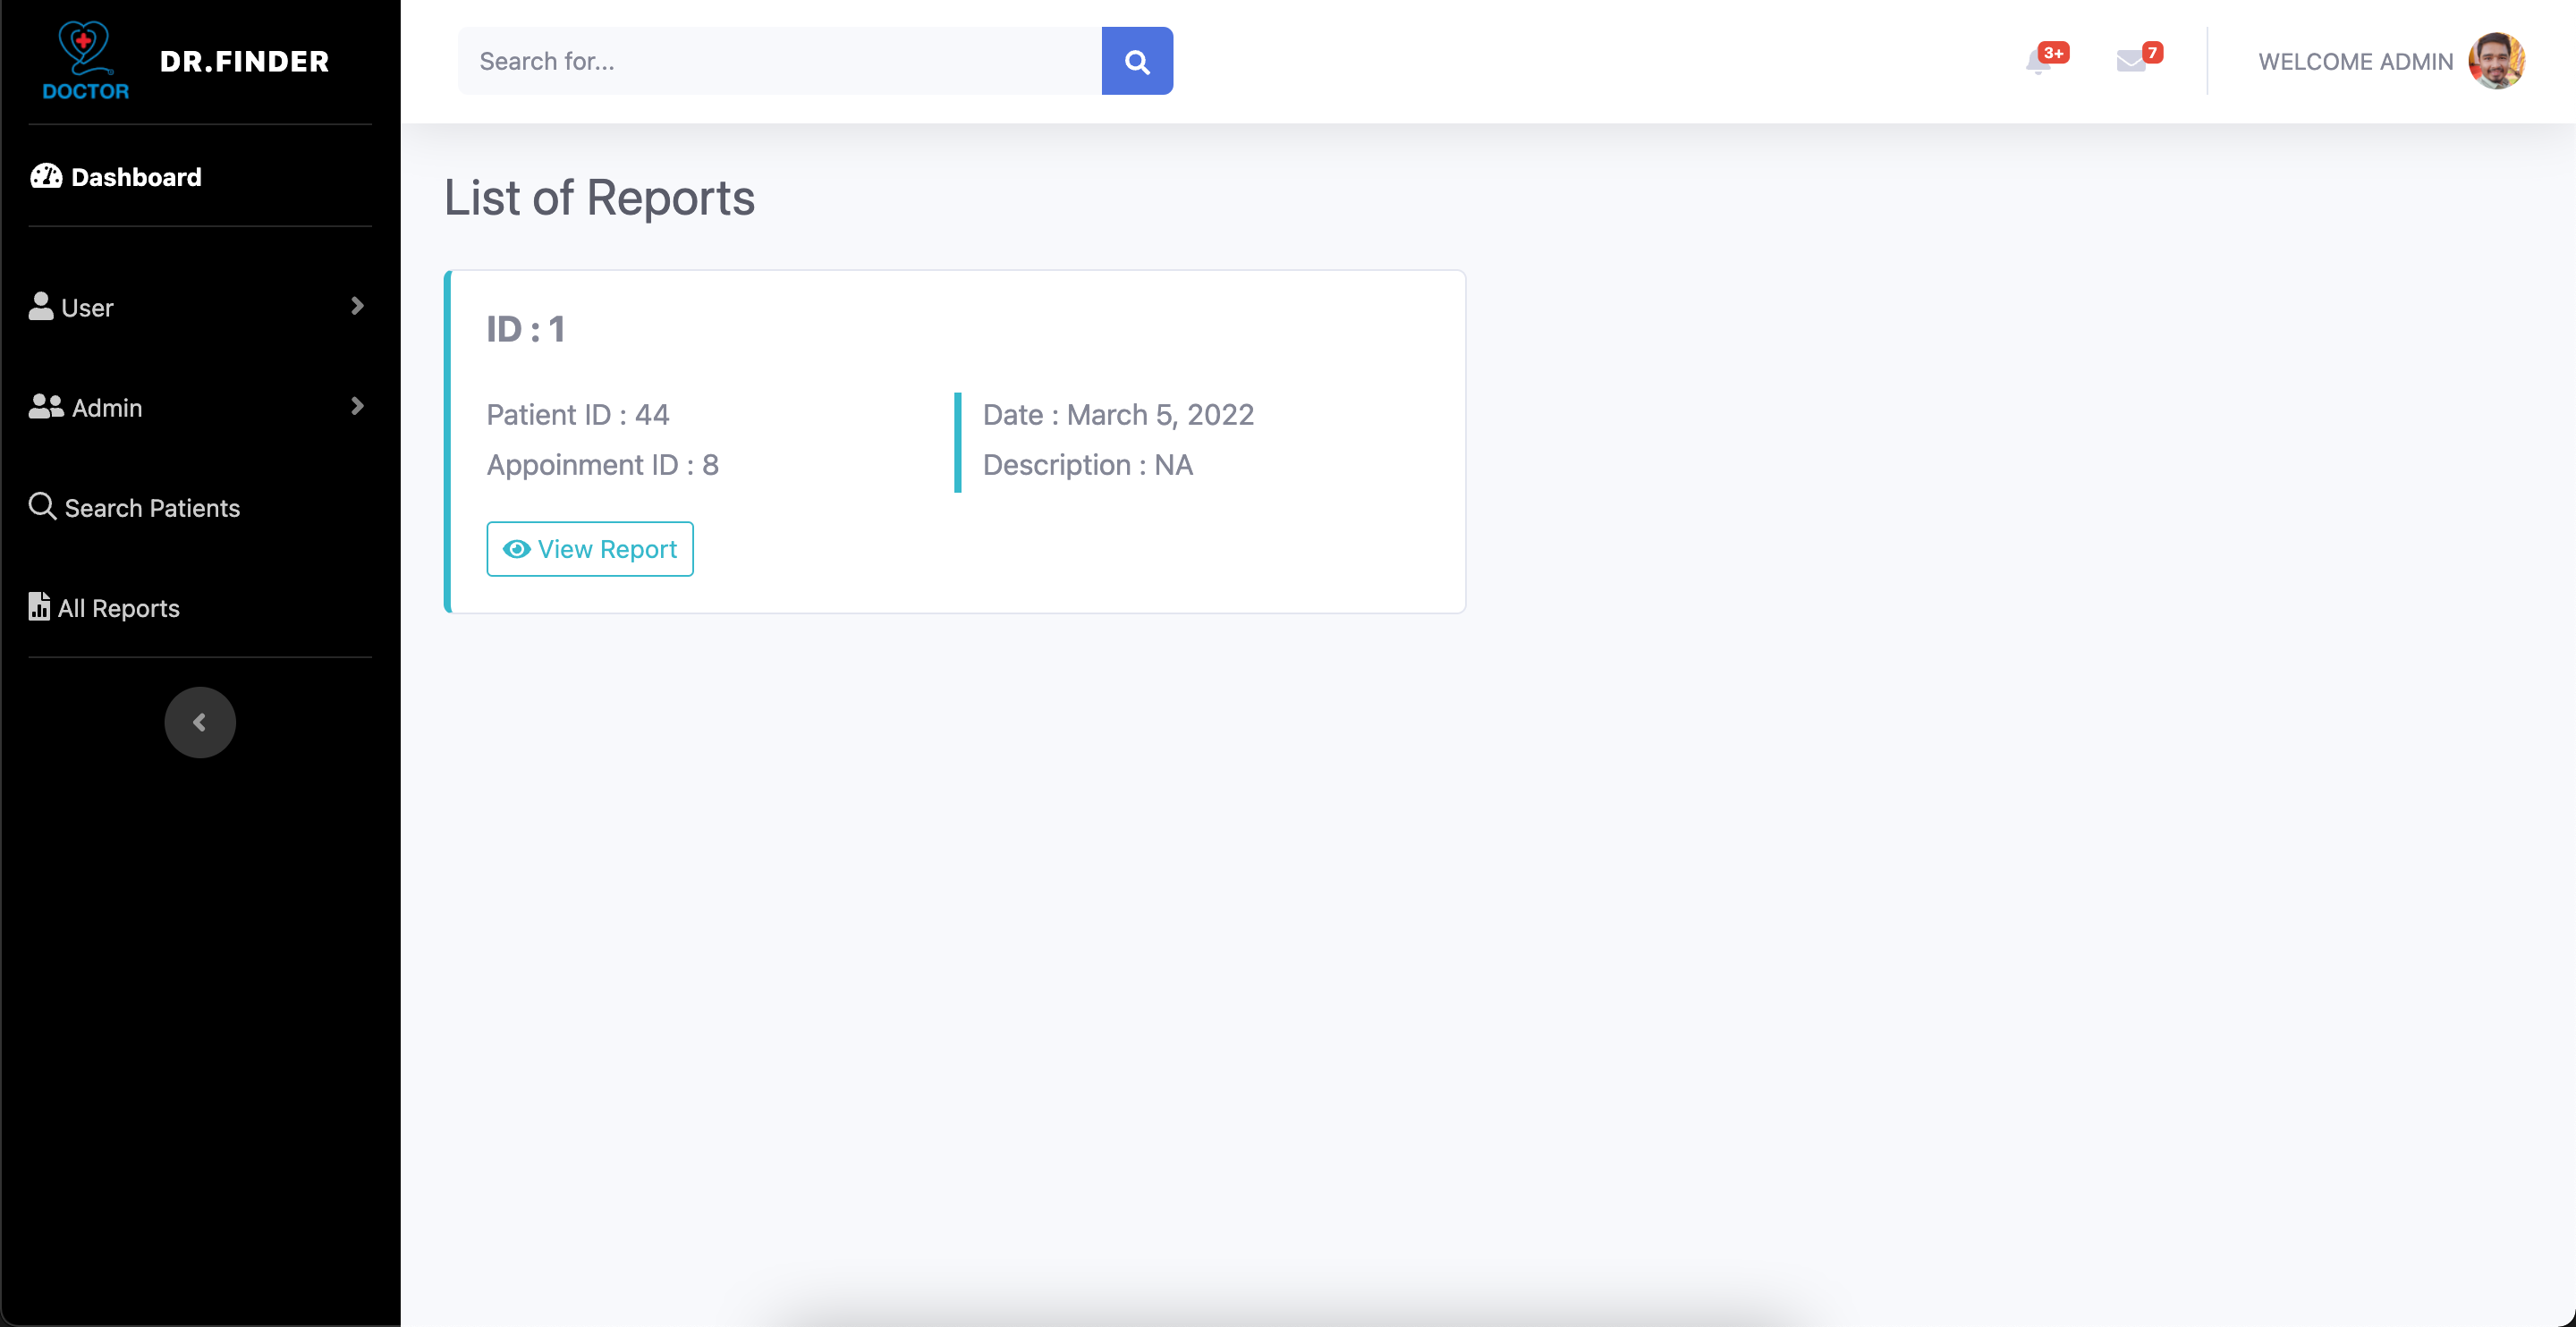 DOCTOR
DR.FINDER
Dashboard
User
Admin
Search Patients
All Reports
Search for...
3+
7
WELCOME ADMIN
List of Reports
ID : 1
Patient ID : 44
Appoinment ID : 8
Date : March 5, 2022
Description : NA
View Report